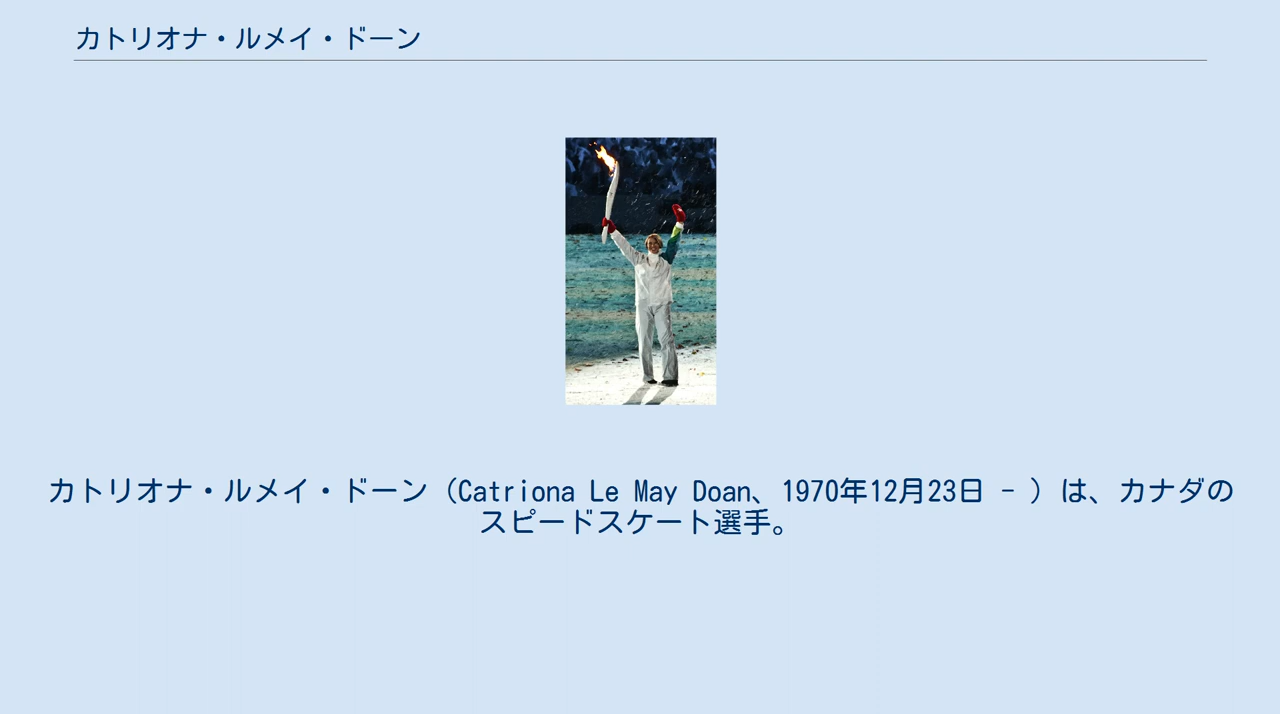 カトリオナ・ルメイ・ドーン
カトリオナ・ルメイ・ドーン（Catriona Le May Doan、1970年12月23日 - ）は、カナダの
スピードスケート選手。